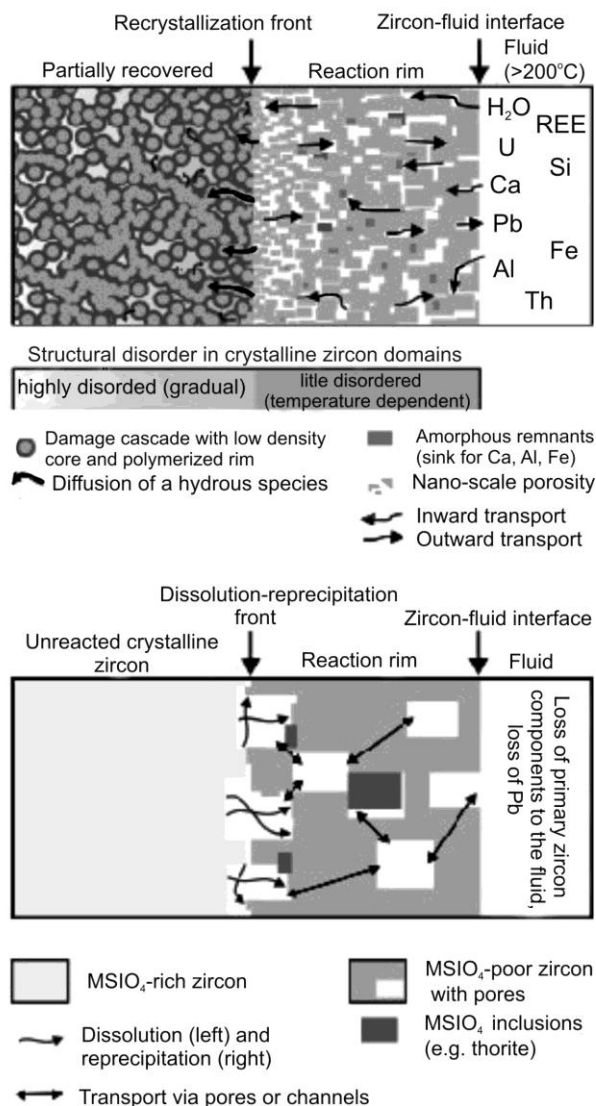 Recrystallization front
Zircon-fluid interface
Partially recovered
Reaction rim
Fluid
(>200°C)
H₂O
REE
U
Si
Ca
Pb
Fe
Al
Th
Structural disorder in crystalline zircon domains
highly disorded (gradual)
litle disordered
(temperature dependent)
Damage cascade with low density
core and polymerized rim
Diffusion of a hydrous species
Amorphous remnants
(sink for Ca, Al, Fe)
Nano-scale porosity
Inward transport
Outward transport
Dissolution-reprecipitation
front
Zircon-fluid interface
Unreacted crystalline
zircon
Reaction rim
Fluid
Loss of primary zircon
components to the fluid,
loss of Pb
MSIO₄-rich zircon
MSIO₄-poor zircon
with pores
Dissolution (left) and
reprecipitation (right)
MSIO₄ inclusions
(e.g. thorite)
Transport via pores or channels